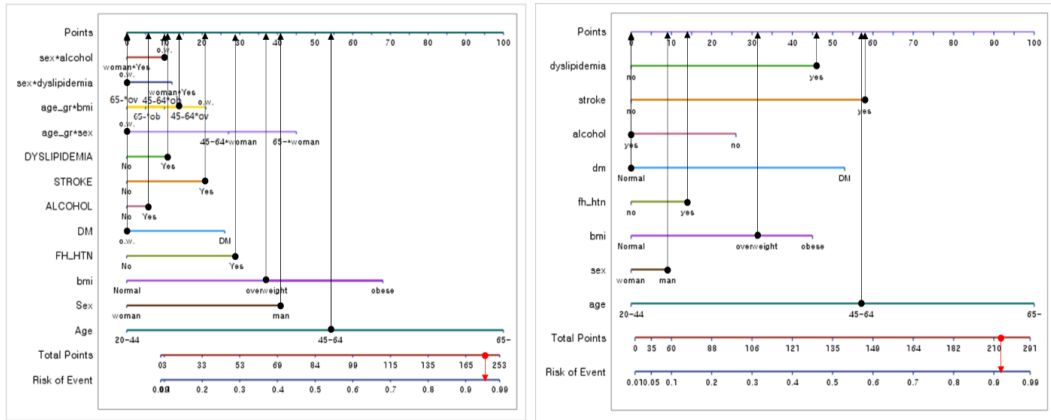 Points
0 10 20 30 40 50 60 70 80 90 100
o.w.
sex*alcohol
woman*Yes
o.w.
sex*dyslipidemia
woman*Yes
65-*ov 45-64*ob o.w.
age_gr*bmi
65-*ob 45-64*ov
o.w.
age_gr*sex
45-64*woman 65-*woman
DYSLIPIDEMIA
No Yes
STROKE
No Yes
ALCOHOL
No Yes
DM
o.w. DM
FH_HTN
No Yes
bmi
Normal overweight obese
Sex
woman man
Age
20-44 45-64 65-
Total Points
33 53 69 84 99 115 135 165 253
Risk of Event
0.2 0.3 0.4 0.5 0.6 0.7 0.8 0.9 0.99
Points
0 10 20 30 40 50 60 70 80 90 100
dyslipidemia
no yes
stroke
no yes
alcohol
yes no
dm
Normal DM
fh_htn
no yes
bmi
Normal overweight obese
sex
woman man
age
20-44 45-64 65-
Total Points
0 35 60 88 106 121 135 149 164 182 210 291
Risk of Event
0.01 0.05 0.1 0.2 0.3 0.4 0.5 0.6 0.7 0.8 0.9 0.99